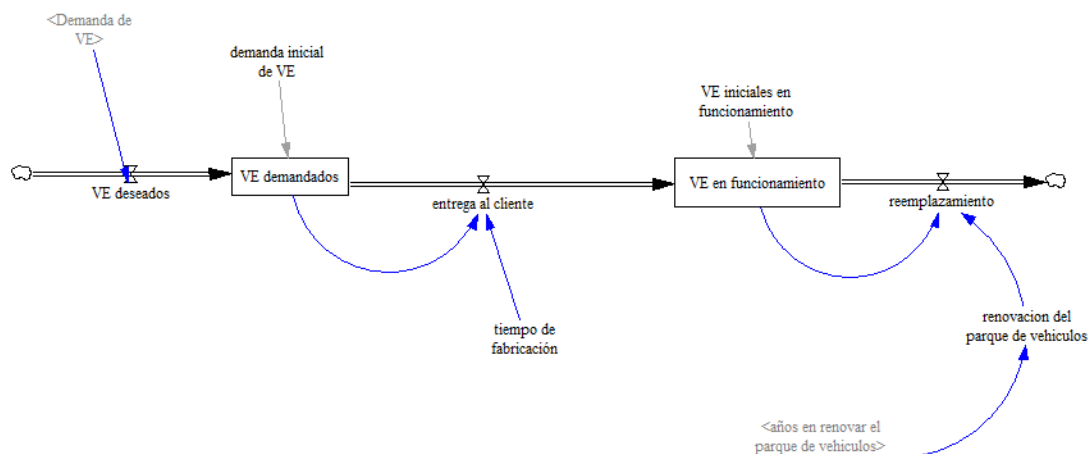 <Demanda de
VE>
demanda inicial
de VE
VE iniciales en
funcionamiento
VE deseados
VE demandados
entrega al cliente
VE en funcionamiento
reemplazamiento
tiempo de
fabricación
renovacion del
parque de vehiculos
<años en renovar el
parque de vehiculos>